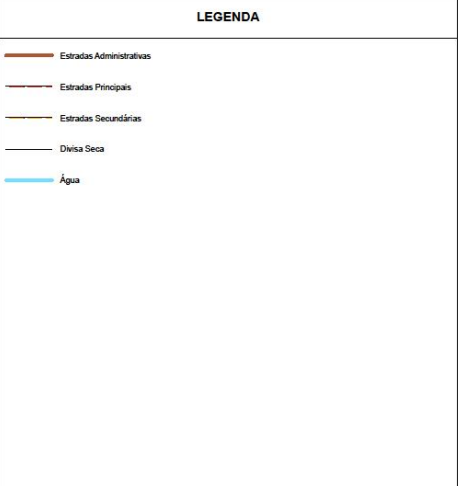 LEGENDA
Estradas Administrativas
Estradas Principais
Estradas Secundárias
Divisa Seca
Água